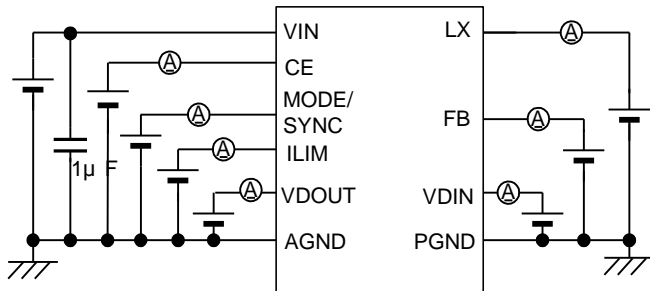 VIN
LX
A
A
CE
A
MODE/
SYNC
A
FB
A
ILIM
A
1μ F
VDOUT
A
VDIN
A
AGND
PGND